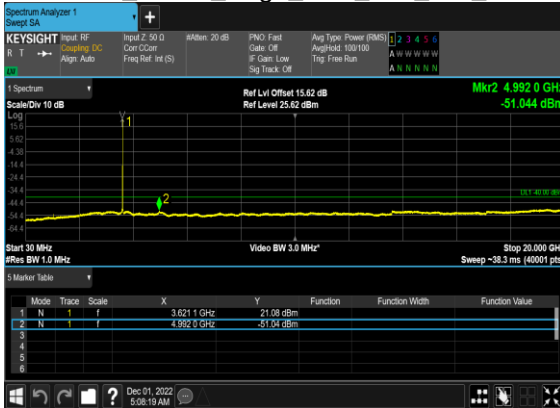 Spectrum Analyzer 1
Swept SA
+
KEYSIGHT Input: RF Input Z: 50 Ω #Atten: 20 dB PNO: Fast Avg Type: Power (RMS) 1 2 3 4 5 6
R T Coupling: DC Corr CCorr Gate: Off Avg|Hold: 100/100 A W W W W W
Align: Auto Freq Ref: Int (S) IF Gain: Low Trig: Free Run
Sig Track: Off A N N N N N
1 Spectrum Ref Lvl Offset 15.62 dB Mkr2 4.992 0 GHz
Scale/Div 10 dB Ref Level 25.62 dBm -51.044 dBm
Log
15.6
1
5.62
-4.38
-14.4
-24.4
-34.4
DL1 -40.00 dBm
-44.4
2
-54.4
-64.4
Start 30 MHz Video BW 3.0 MHz* Stop 20.000 GHz
#Res BW 1.0 MHz Sweep ~38.3 ms (40001 pts)
5 Marker Table
Mode Trace Scale X Y Function Function Width Function Value
1 N 1 f 3.621 1 GHz 21.08 dBm
2 N 1 f 4.992 0 GHz -51.04 dBm
3
4
5
6
? Dec 01, 2022
5:08:19 AM